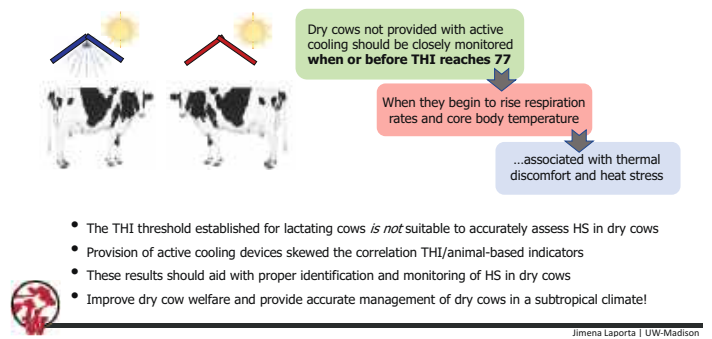 Dry cows not provided with active
cooling should be closely monitored
when or before THI reaches 77
When they begin to rise respiration
rates and core body temperature
...associated with thermal
discomfort and heat stress
• The THI threshold established for lactating cows is not suitable to accurately assess HS in dry cows
• Provision of active cooling devices skewed the correlation THI/animal-based indicators
• These results should aid with proper identification and monitoring of HS in dry cows
• Improve dry cow welfare and provide accurate management of dry cows in a subtropical climate!
W
Jimena Laporta | UW-Madison